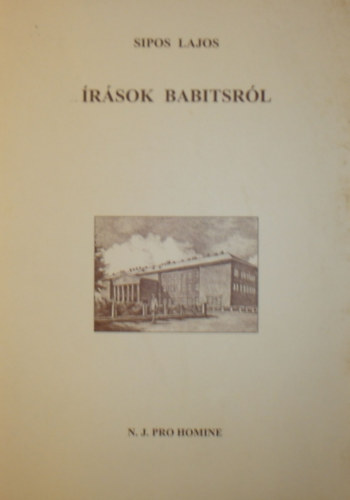 SIPOS LAJOS
ÍRÁSOK BABITSRÓL
N. J. PRO HOMINE